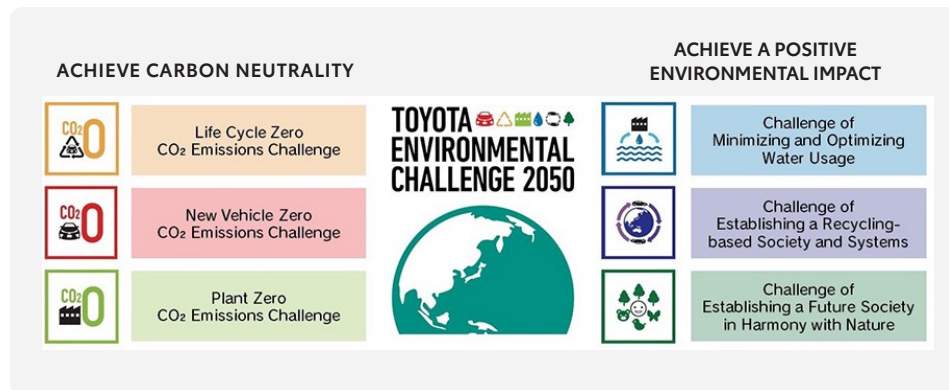 ACHIEVE CARBON NEUTRALITY
CO2 0
Life Cycle Zero
CO₂ Emissions Challenge
CO2 0
New Vehicle Zero
CO₂ Emissions Challenge
CO2 0
Plant Zero
CO₂ Emissions Challenge
TOYOTA
ENVIRONMENTAL
CHALLENGE 2050
ACHIEVE A POSITIVE
ENVIRONMENTAL IMPACT
Challenge of
Minimizing and Optimizing
Water Usage
Challenge of
Establishing a Recycling-
based Society and Systems
Challenge of
Establishing a Future Society
in Harmony with Nature